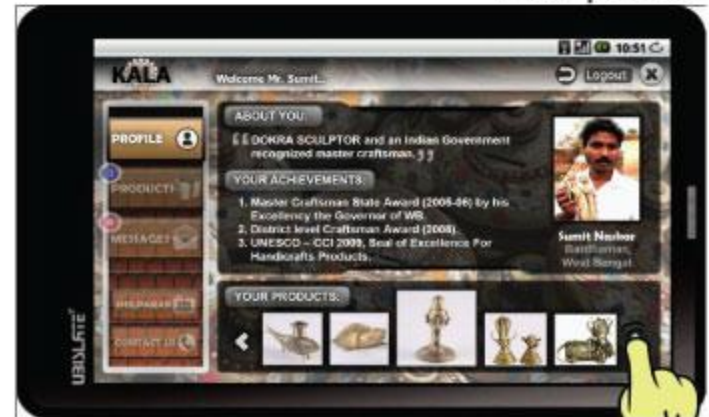 10:51
KALA
Welcome Mr. Sumit...
Logout
PROFILE
PRODUCTS
MESSAGES
CONTACT US
ABOUT YOU:
DOKRA SCULPTOR and an Indian Government
recognized master craftsman.
YOUR ACHIEVEMENTS:
1. Master Craftsman State Award (2005-06) by his
Excellency the Governor of WB.
2. District level Craftsman Award (2008).
3. UNESCO – CCI 2009, Seal of Excellence For
Handicrafts Products.
Sumit Naskar
West Bengal
YOUR PRODUCTS:
UBISLATE